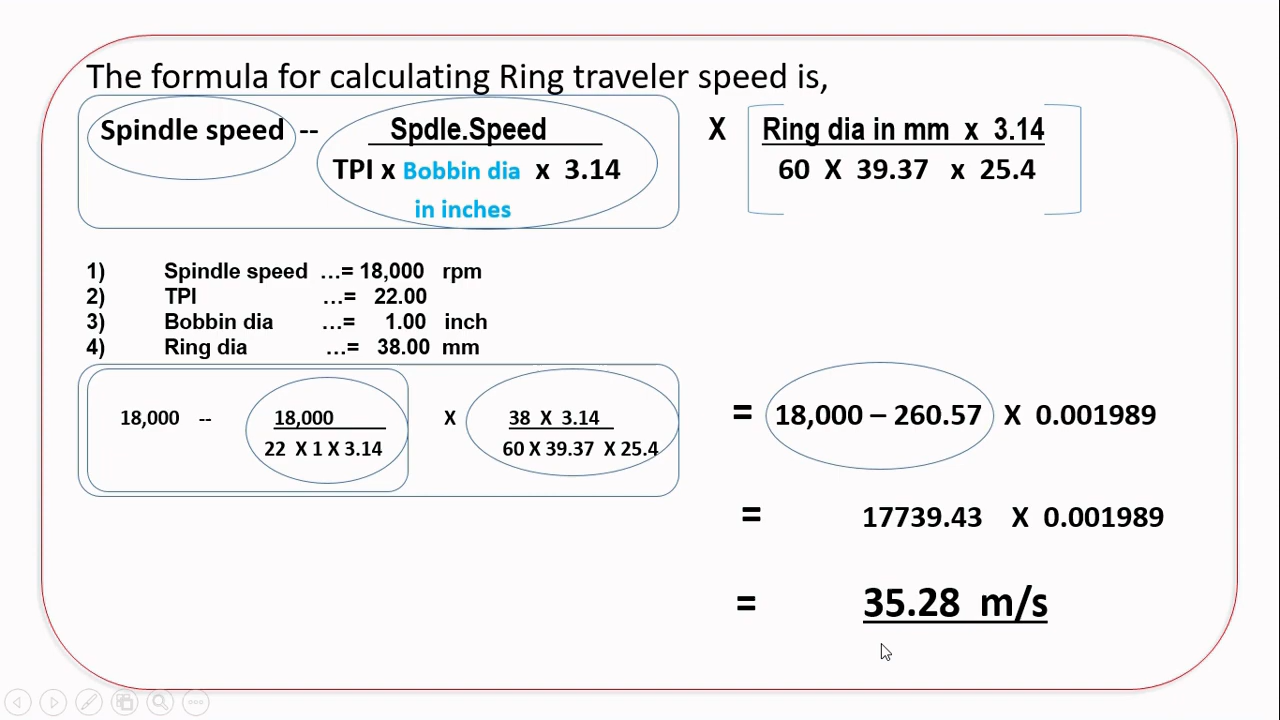 The formula for calculating Ring traveler speed is,
Spindle speed -- Spdle.Speed X Ring dia in mm x 3.14
TPI x Bobbin dia x 3.14 60 X 39.37 x 25.4
in inches
1) Spindle speed ...= 18,000 rpm
2) TPI ...= 22.00
3) Bobbin dia ...= 1.00 inch
4) Ring dia ...= 38.00 mm
18,000 -- 18,000 X 38 X 3.14 = 18,000 – 260.57 X 0.001989
22 X 1 X 3.14 60 X 39.37 X 25.4
= 17739.43 X 0.001989
= 35.28 m/s